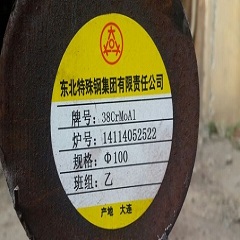 东北特殊钢集团有限责任公司
牌号：38CrMoAl
炉号：14114052522
规格：Φ100
班组：乙
产地 大连